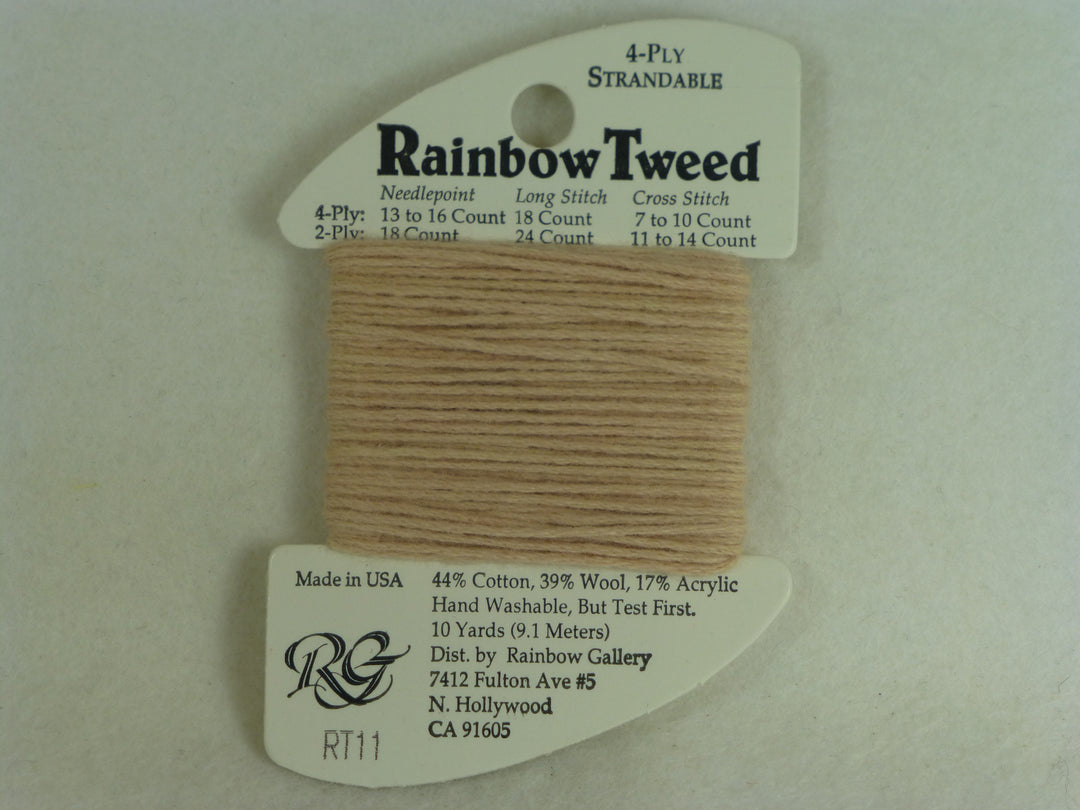 4-PLY
STRANDABLE
Rainbow Tweed
Needlepoint Long Stitch Cross Stitch
4-Ply: 13 to 16 Count 18 Count 7 to 10 Count
2-Ply: 18 Count 24 Count 11 to 14 Count
Made in USA 44% Cotton, 39% Wool, 17% Acrylic
Hand Washable, But Test First.
10 Yards (9.1 Meters)
Dist. by Rainbow Gallery
7412 Fulton Ave #5
N. Hollywood
CA 91605
RG
RT11